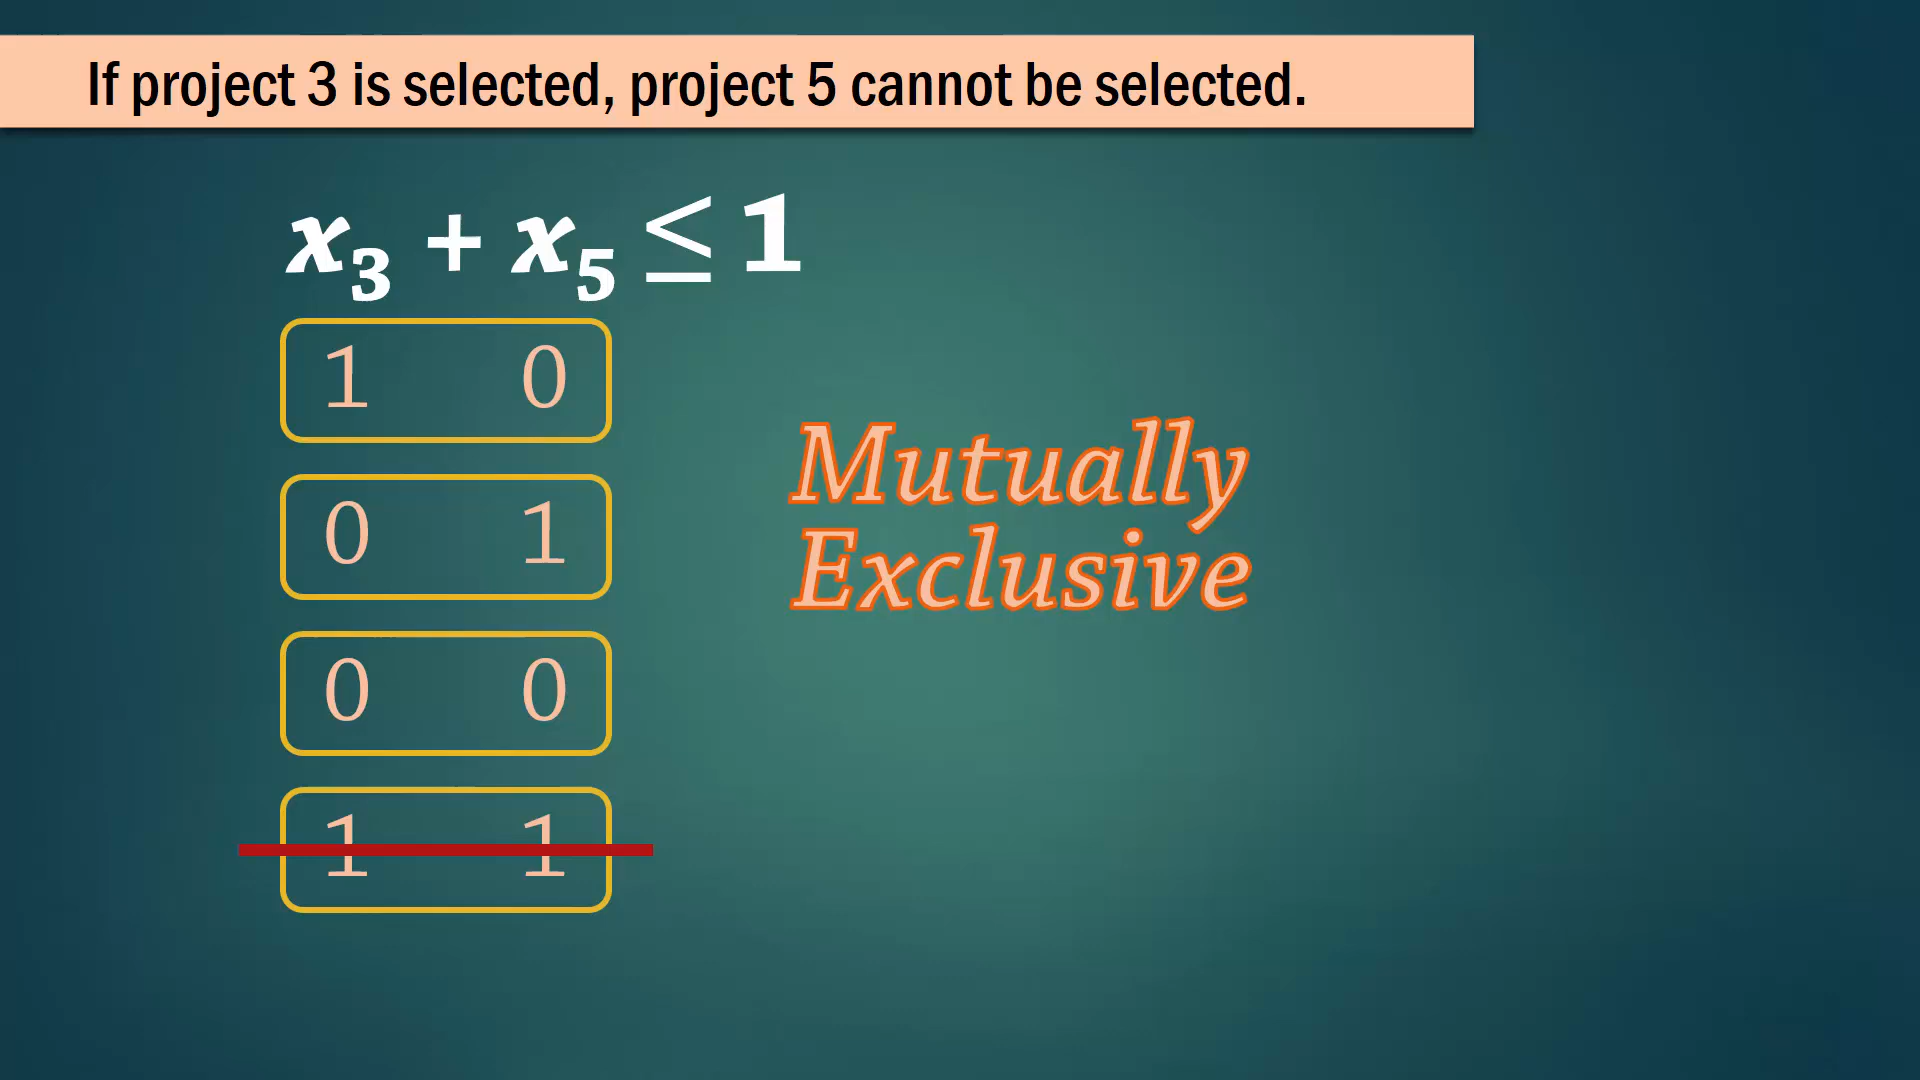 If project 3 is selected, project 5 cannot be selected.
x₃ + x₅ ≤ 1
1 0
0 1
0 0
1 1
Mutually
Exclusive